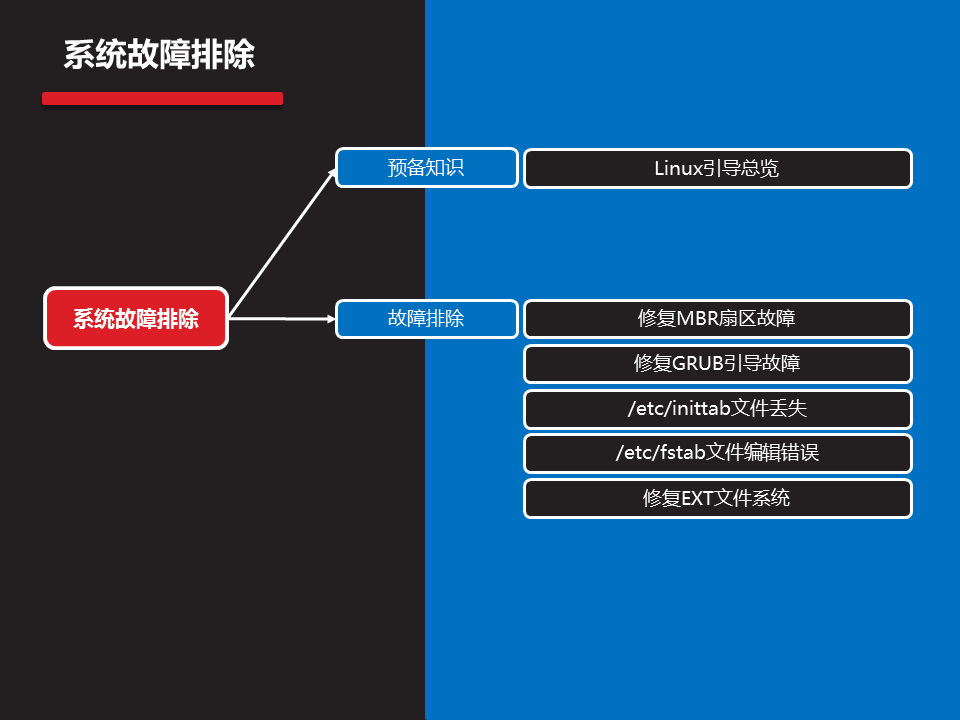 系统故障排除
预备知识
Linux引导总览
系统故障排除
故障排除
修复MBR扇区故障
修复GRUB引导故障
/etc/inittab文件丢失
/etc/fstab文件编辑错误
修复EXT文件系统